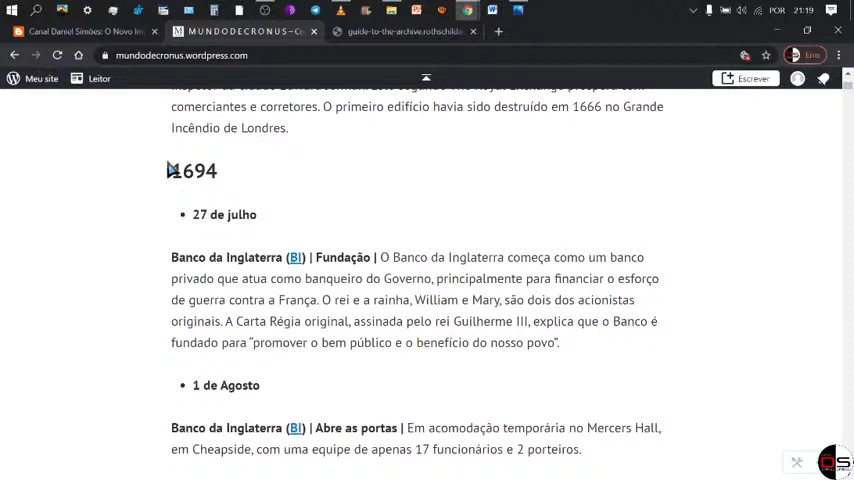 Canal Daniel Simões: O Novo Im
M U N D O D E C R O N U S – Cr
guide-to-the-archive.rothschilda
POR
21:19
mundodecronus.wordpress.com
Erro
Meu site
Leitor
Escrever
comerciantes e corretores. O primeiro edifício havia sido destruído em 1666 no Grande
Incêndio de Londres.
1694
27 de julho
Banco da Inglaterra (BI) | Fundação | O Banco da Inglaterra começa como um banco
privado que atua como banqueiro do Governo, principalmente para financiar o esforço
de guerra contra a França. O rei e a rainha, William e Mary, são dois dos acionistas
originais. A Carta Régia original, assinada pelo rei Guilherme III, explica que o Banco é
fundado para “promover o bem público e o benefício do nosso povo”.
1 de Agosto
Banco da Inglaterra (BI) | Abre as portas | Em acomodação temporária no Mercers Hall,
em Cheapside, com uma equipe de apenas 17 funcionários e 2 porteiros.